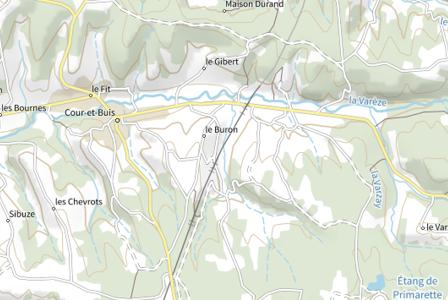 Maison Durand
le Gibert
le Fit
la Varèze
les Bournes
Cour-et-Buis
le Buron
la Varzay
les Chevrots
Sibuze
le Var
Étang de
Primarette